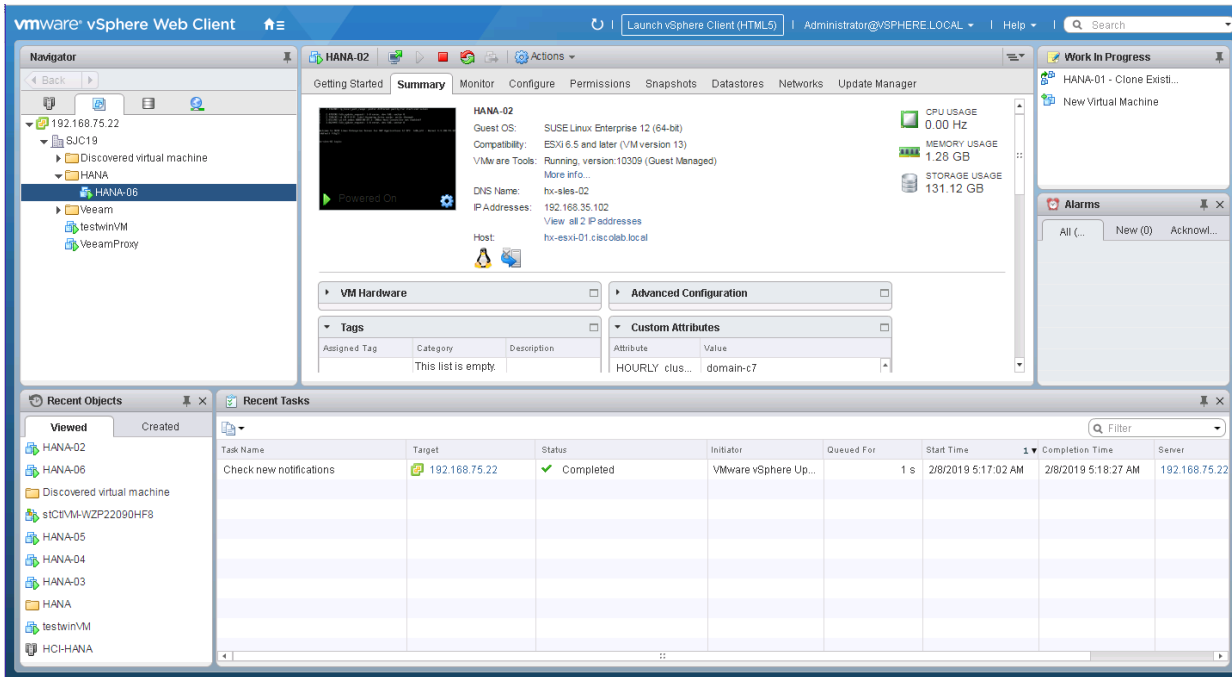 vmware® vSphere Web Client
Launch vSphere Client (HTML5)
Administrator@VSPHERE.LOCAL
Help
Search
Navigator
Back
192.168.75.22
SJC19
Discovered virtual machine
HANA
HANA-06
Veeam
testwinVM
VeeamProxy
HANA-02
Actions
Getting Started Summary Monitor Configure Permissions Snapshots Datastores Networks Update Manager
Powered On
HANA-02
Guest OS: SUSE Linux Enterprise 12 (64-bit)
Compatibility: ESXi 6.5 and later (VM version 13)
VMware Tools: Running, version:10309 (Guest Managed)
More info...
DNS Name: hx-sles-02
IP Addresses: 192.168.35.102
View all 2 IP addresses
Host: hx-esxi-01.ciscolab.local
CPU USAGE
0.00 Hz
MEMORY USAGE
1.28 GB
STORAGE USAGE
131.12 GB
VM Hardware
Advanced Configuration
Tags
Assigned Tag Category Description
This list is empty.
Custom Attributes
Attribute Value
HOURLY_clus... domain-c7
Work In Progress
HANA-01 - Clone Existi...
New Virtual Machine
Alarms
All (... New (0) Acknowl...
Recent Objects
Viewed Created
HANA-02
HANA-06
Discovered virtual machine
stCtlVM-WZP22090HF8
HANA-05
HANA-04
HANA-03
HANA
testwinVM
HCI-HANA
Recent Tasks
Filter
Task Name Target Status Initiator Queued For Start Time 1 Completion Time Server
Check new notifications 192.168.75.22 Completed VMware vSphere Up... 1 s 2/8/2019 5:17:02 AM 2/8/2019 5:18:27 AM 192.168.75.22